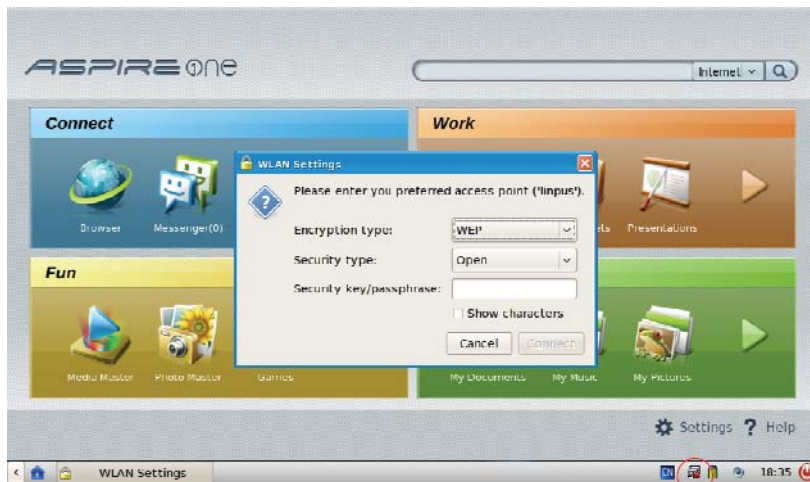 ASPIRE one
Internet
Connect
Work
WLAN Settings
Please enter you preferred access point ('linpus').
Encryption type: WEP
Security type: Open
Security key/passphrase:
Show characters
Cancel Connect
Browser Messenger(0) Presentations
Fun
Media Master Photo Master Games My Documents My Music My Pictures
Settings ? Help
WLAN Settings EN 18:35